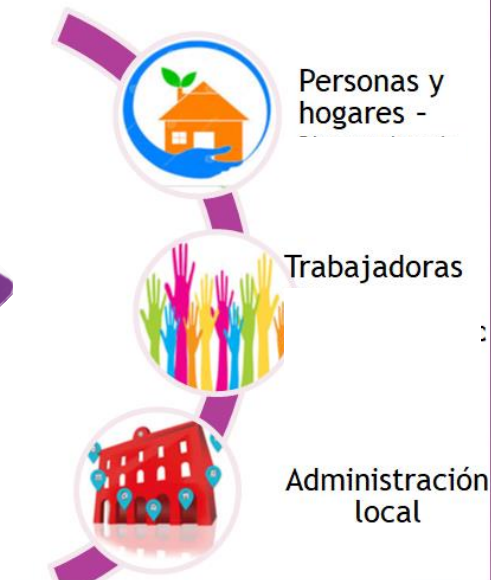 Personas y
hogares –
Trabajadoras
Administración
local